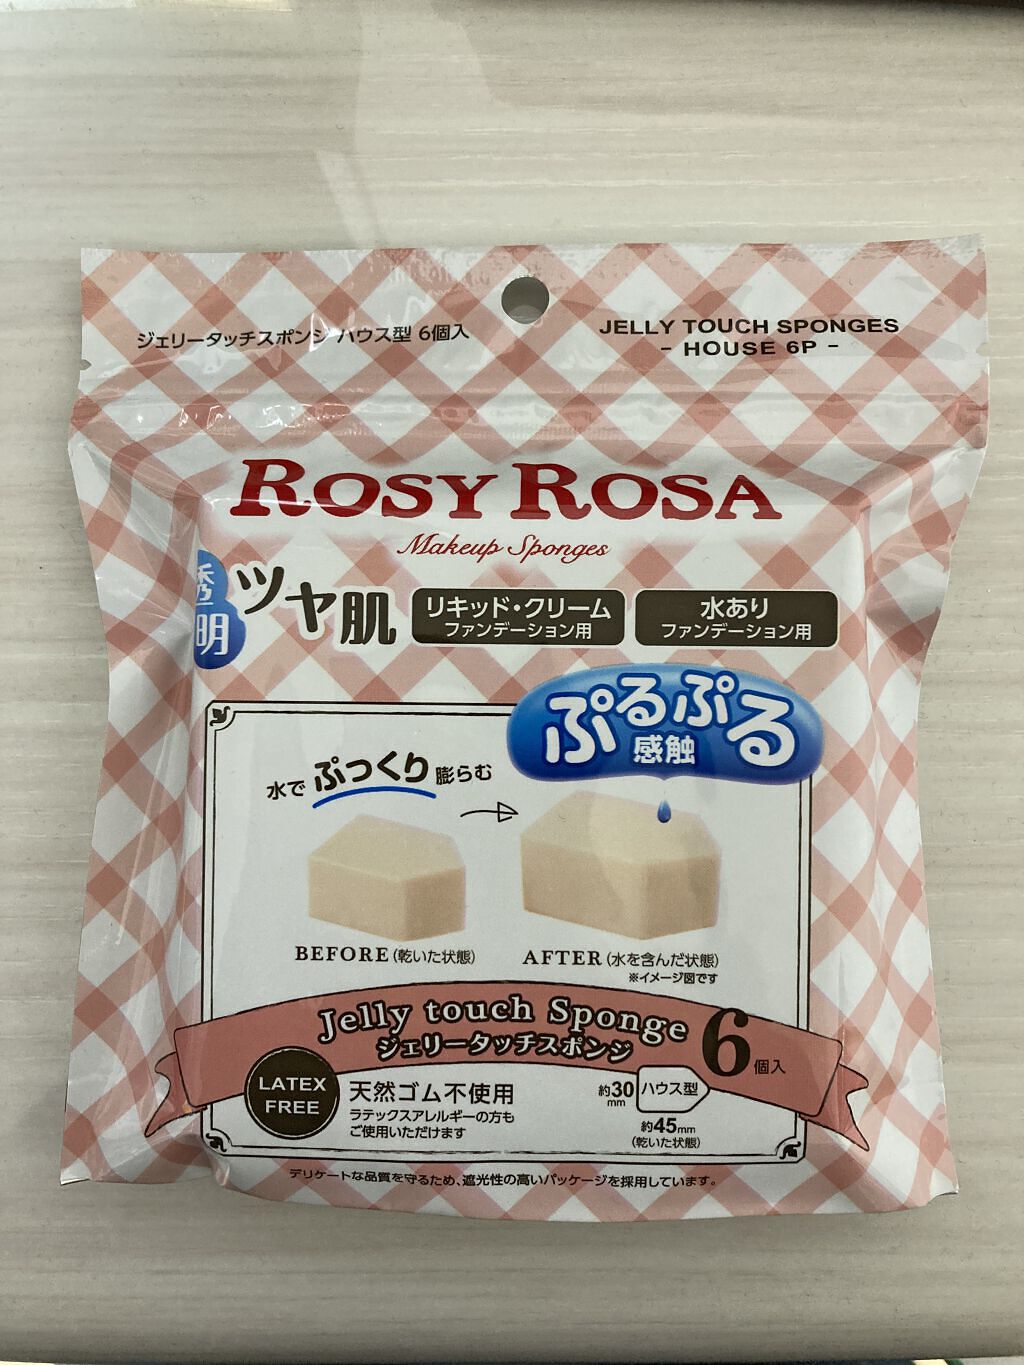 ジェリータッチスポンジ ハウス型 6個入
JELLY TOUCH SPONGES
- HOUSE 6P -
ROSY ROSA
Makeup Sponges
透明
ツヤ肌
リキッド・クリーム
ファンデーション用
水あり
ファンデーション用
ぷるぷる
感触
水でぷっくり膨らむ
BEFORE(乾いた状態)
AFTER(水を含んだ状態)
※イメージ図です
Jelly touch Sponge
ジェリータッチスポンジ
6個入
LATEX
FREE
天然ゴム不使用
ラテックスアレルギーの方も
ご使用いただけます
約30mm
ハウス型
約45mm
(乾いた状態)
デリケートな品質を守るため、遮光性の高いパッケージを採用しています。